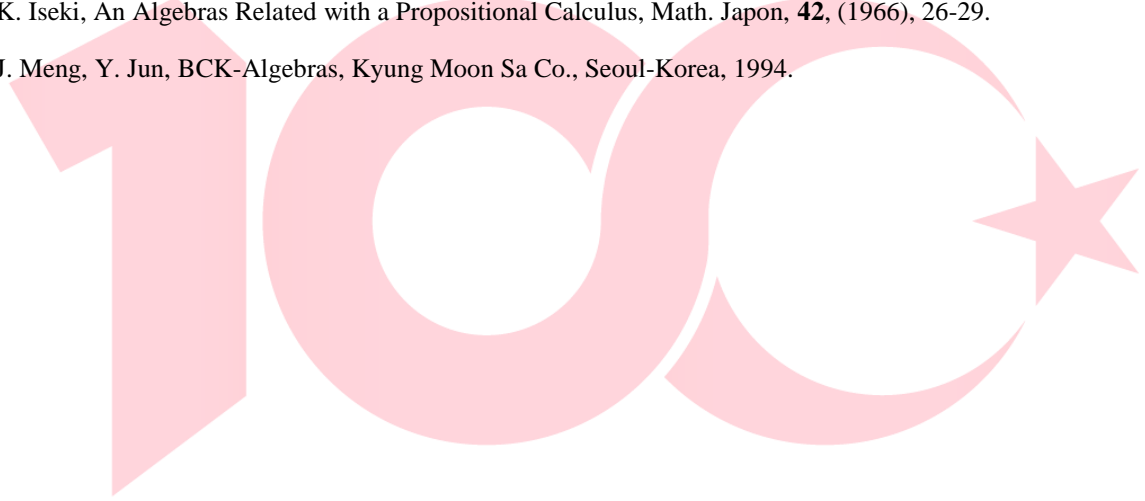 K. Iseki, An Algebras Related with a Propositional Calculus, Math. Japon, 42, (1966), 26-29.
J. Meng, Y. Jun, BCK-Algebras, Kyung Moon Sa Co., Seoul-Korea, 1994.
100